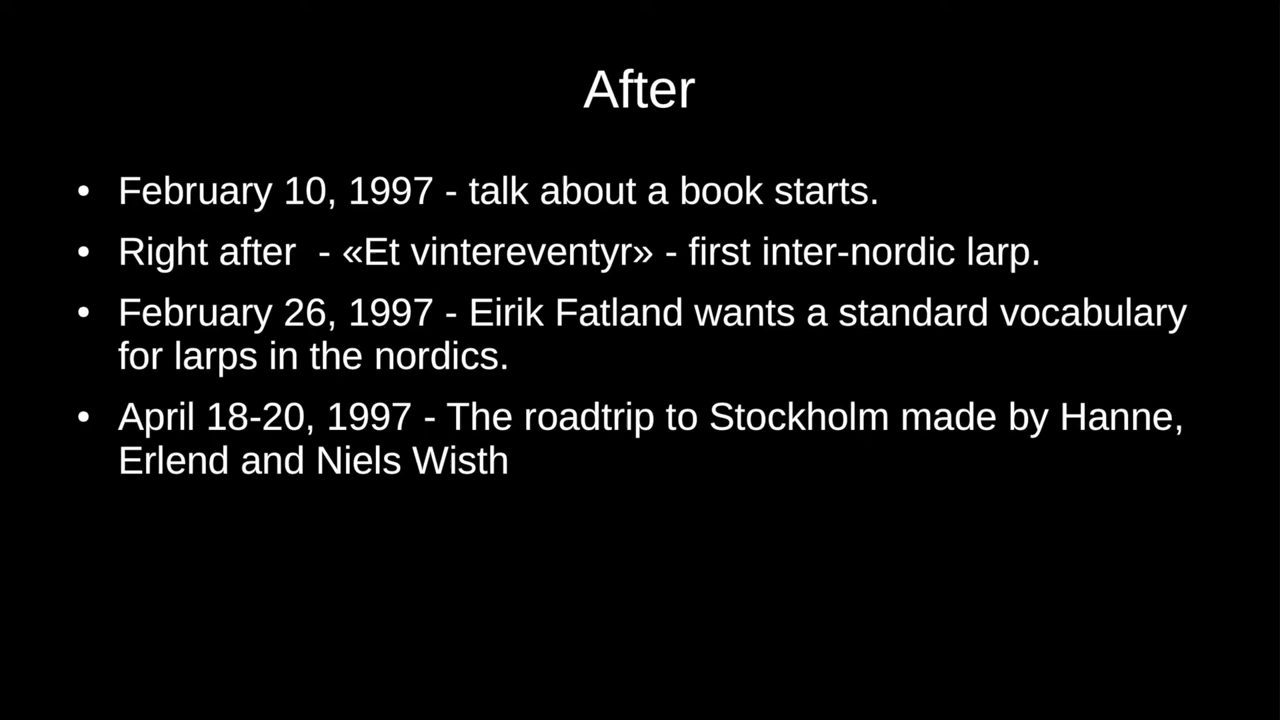 After
• February 10, 1997 - talk about a book starts.
• Right after  - «Et vintereventyr» - first inter-nordic larp.
• February 26, 1997 - Eirik Fatland wants a standard vocabulary
for larps in the nordics.
• April 18-20, 1997 - The roadtrip to Stockholm made by Hanne,
Erlend and Niels Wisth